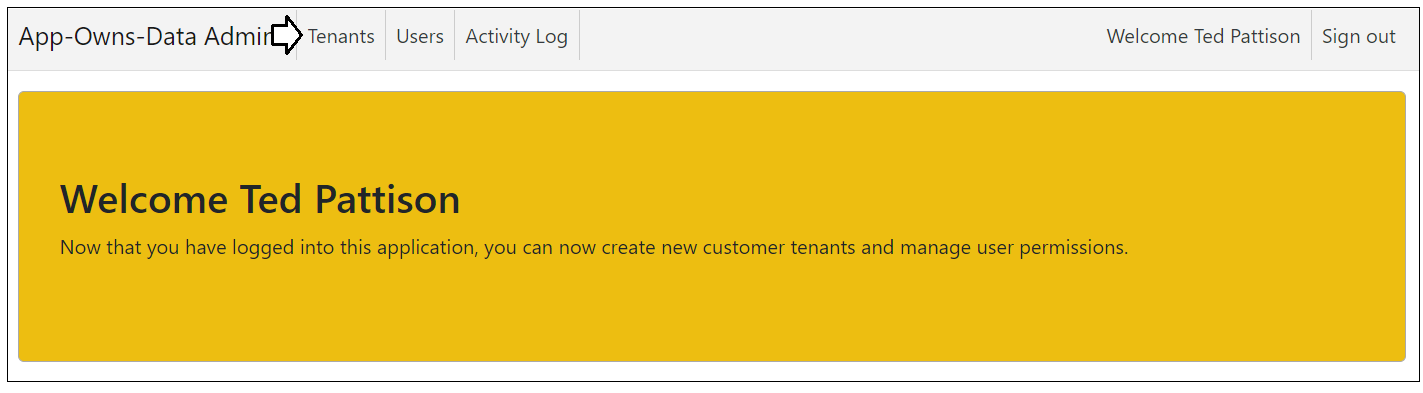 App-Owns-Data Admin Tenants Users Activity Log Welcome Ted Pattison Sign out
Welcome Ted Pattison
Now that you have logged into this application, you can now create new customer tenants and manage user permissions.